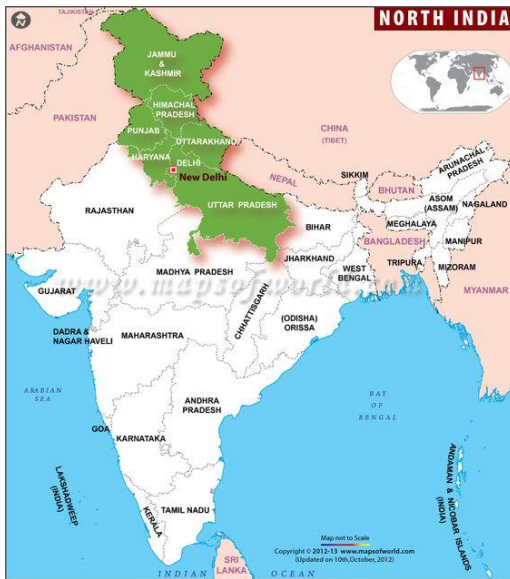 NORTH INDIA
N
TAJIKISTAN
AFGHANISTAN
JAMMU
&
KASHMIR
PAKISTAN
HIMACHAL
PRADESH
PUNJAB
UTTARAKHAND
CHINA
(TIBET)
HARYANA
DELHI
New Delhi
NEPAL
SIKKIM
BHUTAN
ARUNACHAL
PRADESH
RAJASTHAN
UTTAR PRADESH
BIHAR
ASOM
(ASSAM)
NAGALAND
MEGHALAYA
BANGLADESH
MANIPUR
JHARKHAND
WEST
BENGAL
TRIPURA
MIZORAM
MADHYA PRADESH
www.mapsofworld.com
GUJARAT
CHHATTISGARH
MYANMAR
(ODISHA)
ORISSA
DADRA &
NAGAR HAVELI
MAHARASHTRA
ARABIAN
SEA
BAY
OF
BENGAL
ANDHRA
PRADESH
GOA
KARNATAKA
LAKSHADWEEP
(INDIA)
KERALA
TAMIL NADU
ANDAMAN & NICOBAR ISLANDS
(INDIA)
Map not to Scale
Copyright © 2012-13 www.mapsofworld.com
(Updated on 10th,October, 2012)
SRI
LANKA
INDIAN OCEAN